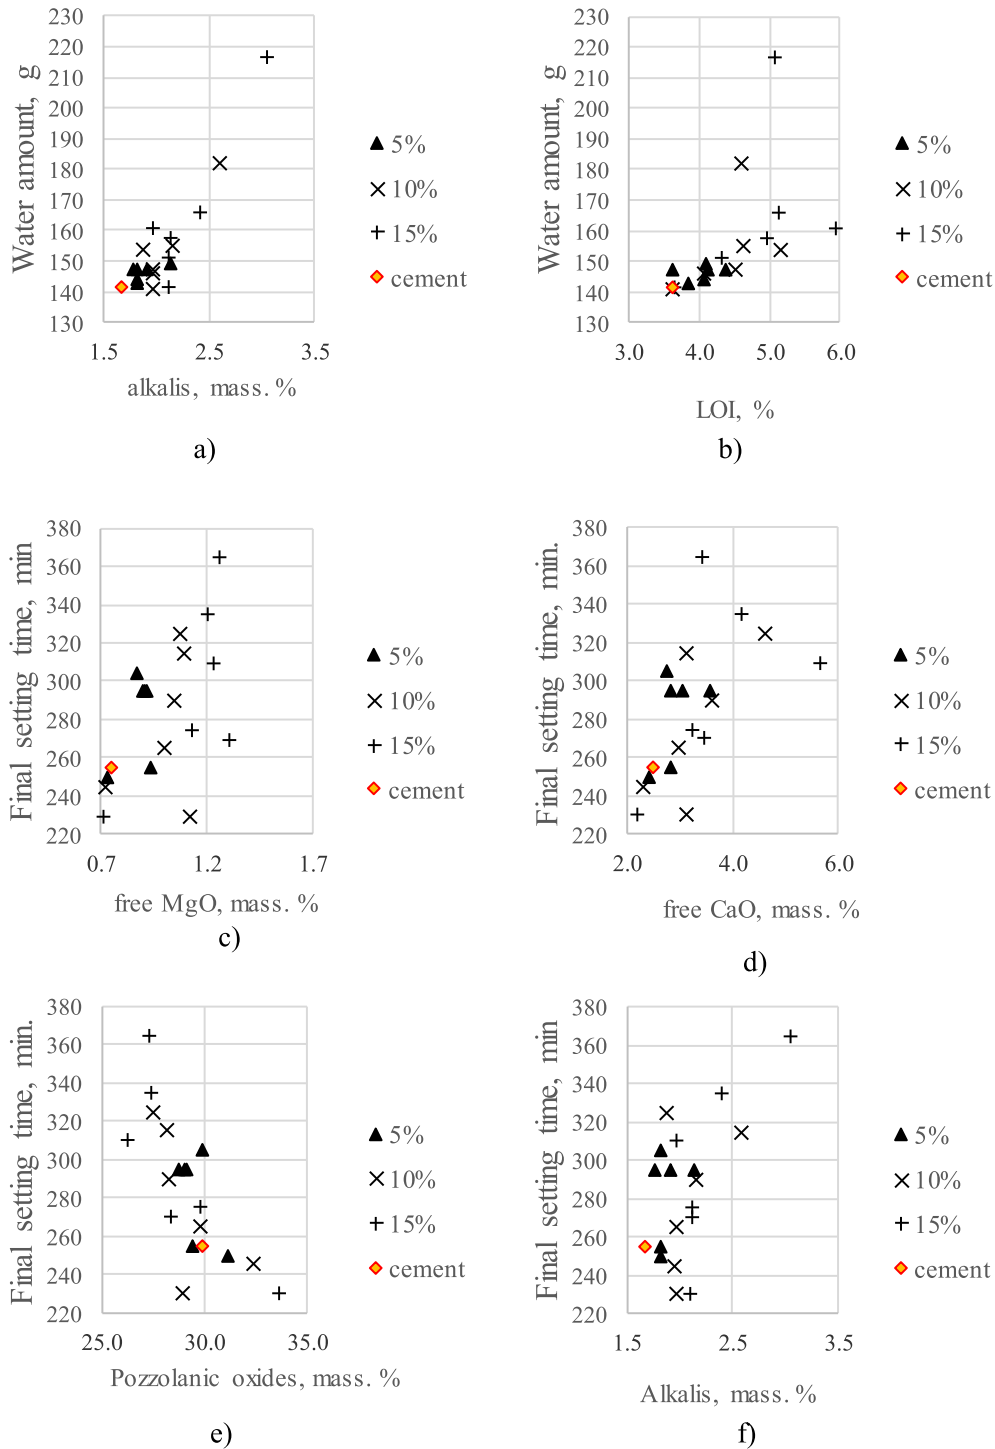 230
220
210
200
190
180
170
160
150
140
130
Water amount, g
1.5 2.5 3.5
alkalis, mass. %
5%
10%
15%
cement
a)
230
220
210
200
190
180
170
160
150
140
130
Water amount, g
3.0 4.0 5.0 6.0
LOI, %
5%
10%
15%
cement
b)
380
360
340
320
300
280
260
240
220
Final setting time, min
0.7 1.2 1.7
free MgO, mass. %
5%
10%
15%
cement
c)
380
360
340
320
300
280
260
240
220
Final setting time, min.
2.0 4.0 6.0
free CaO, mass. %
5%
10%
15%
cement
d)
380
360
340
320
300
280
260
240
220
Final setting time, min.
25.0 30.0 35.0
Pozzolanic oxides, mass. %
5%
10%
15%
cement
e)
380
360
340
320
300
280
260
240
220
Final setting time, min
1.5 2.5 3.5
Alkalis, mass. %
5%
10%
15%
cement
f)